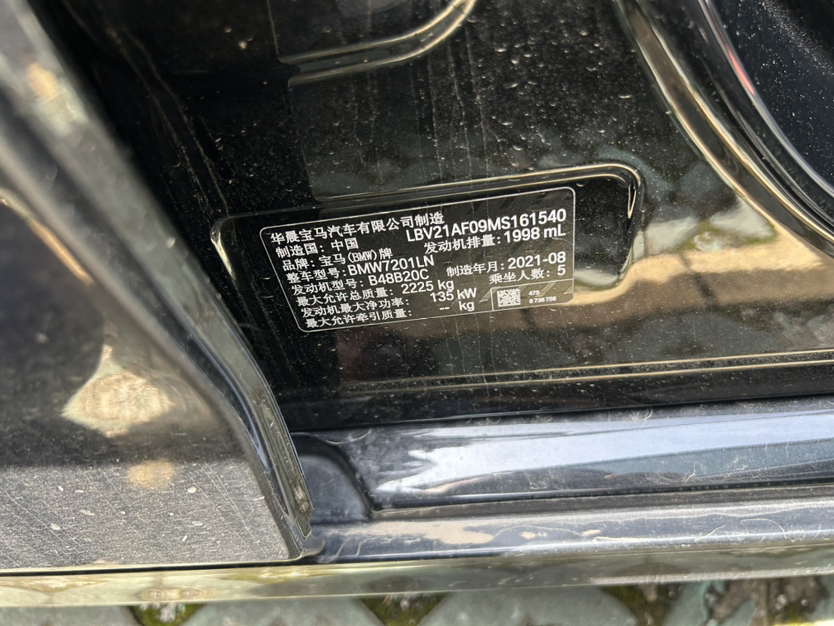 华晨宝马汽车有限公司制造
制造国：中国 LBV21AF09MS161540
品牌：宝马(BMW)牌 发动机排量：1998 mL
整车型号：BMW7201LN
发动机型号：B48B20C 制造年月：2021-08
最大允许总质量：2225 kg 乘坐人数：5
发动机最大净功率：135 kW
最大允许牵引质量：-- kg
475
8 738 756